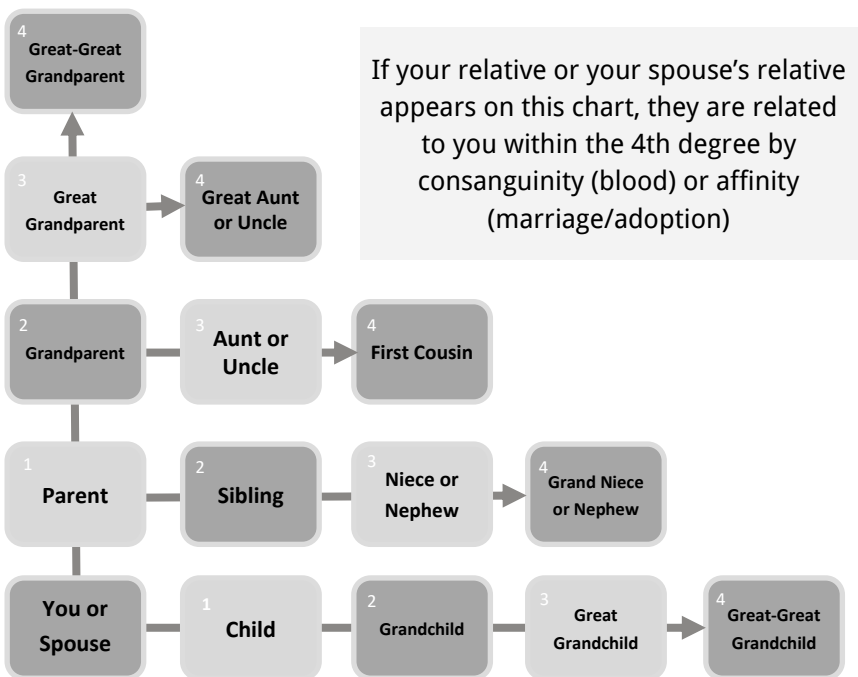 4
Great-Great
Grandparent
If your relative or your spouse’s relative
appears on this chart, they are related
to you within the 4th degree by
consanguinity (blood) or affinity
(marriage/adoption)
3
Great
Grandparent
4
Great Aunt
or Uncle
2
Grandparent
3
Aunt or
Uncle
4
First Cousin
1
Parent
2
Sibling
3
Niece or
Nephew
4
Grand Niece
or Nephew
You or
Spouse
1
Child
2
Grandchild
3
Great
Grandchild
4
Great-Great
Grandchild